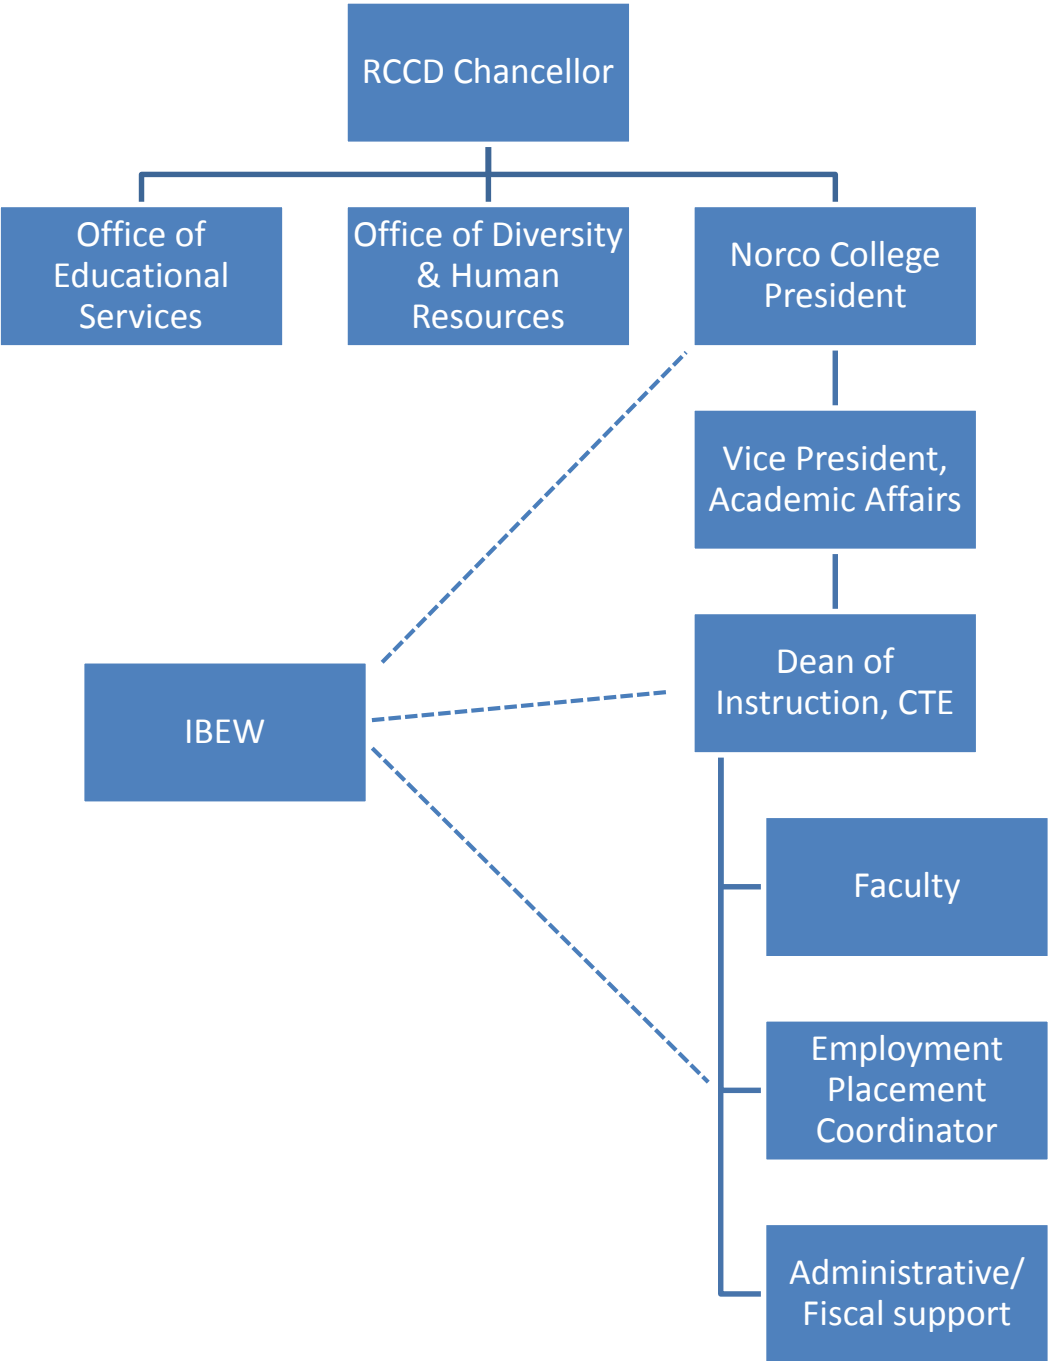 RCCD Chancellor
Office of
Educational
Services
Office of Diversity
& Human
Resources
Norco College
President
Vice President,
Academic Affairs
Dean of
Instruction, CTE
IBEW
Faculty
Employment
Placement
Coordinator
Administrative/
Fiscal support